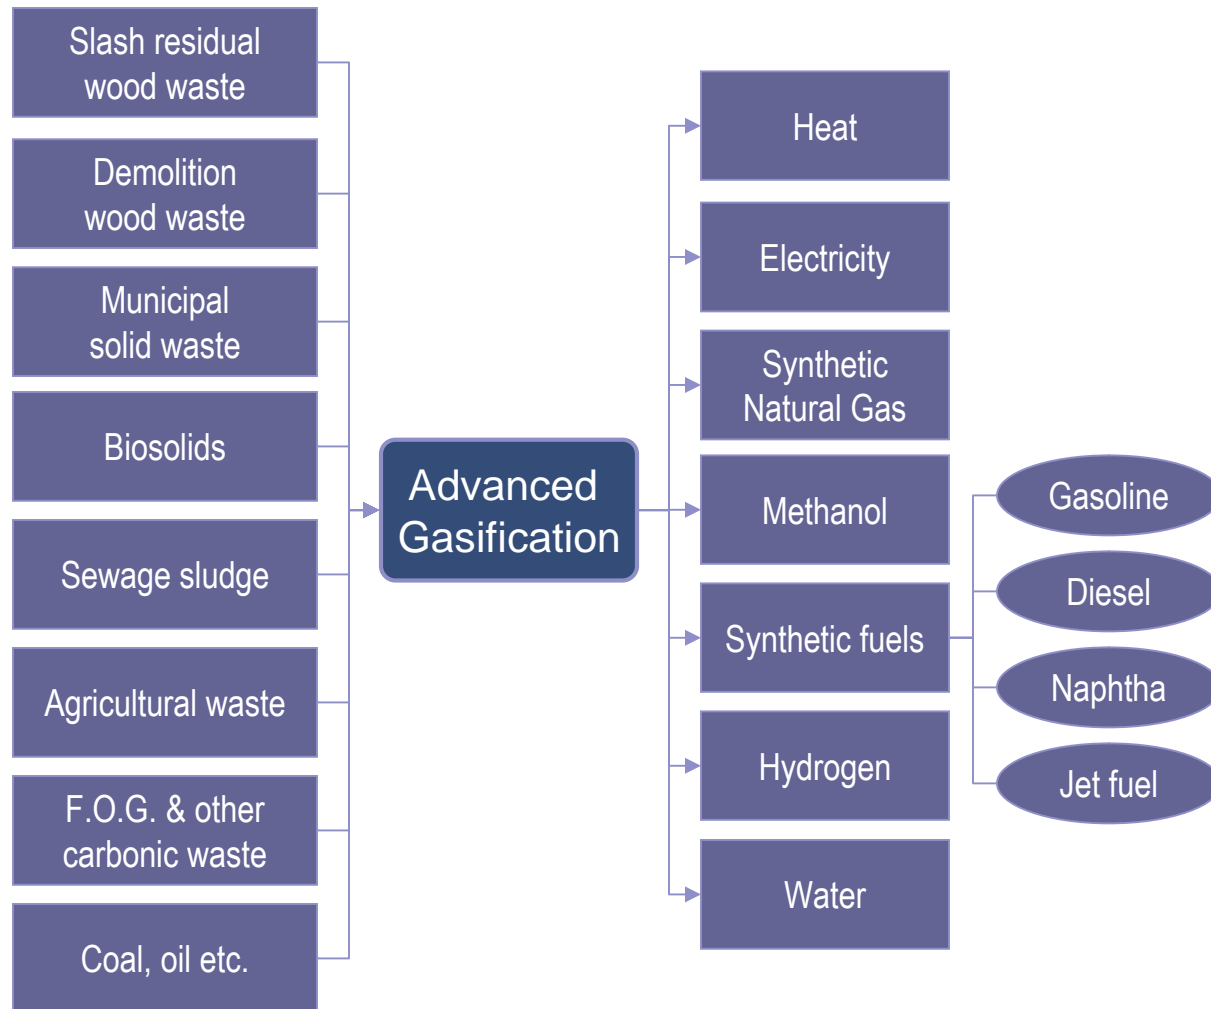 Slash residual
wood waste
Demolition
wood waste
Municipal
solid waste
Biosolids
Sewage sludge
Agricultural waste
F.O.G. & other
carbonic waste
Coal, oil etc.
Advanced
Gasification
Heat
Electricity
Synthetic
Natural Gas
Methanol
Synthetic fuels
Hydrogen
Water
Gasoline
Diesel
Naphtha
Jet fuel